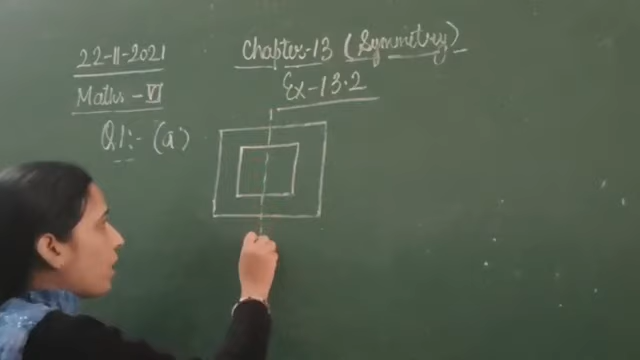 22-11-2021
Chapter-13 (Symmetry)
Maths - VI
Ex-13.2
Q1:- (a)